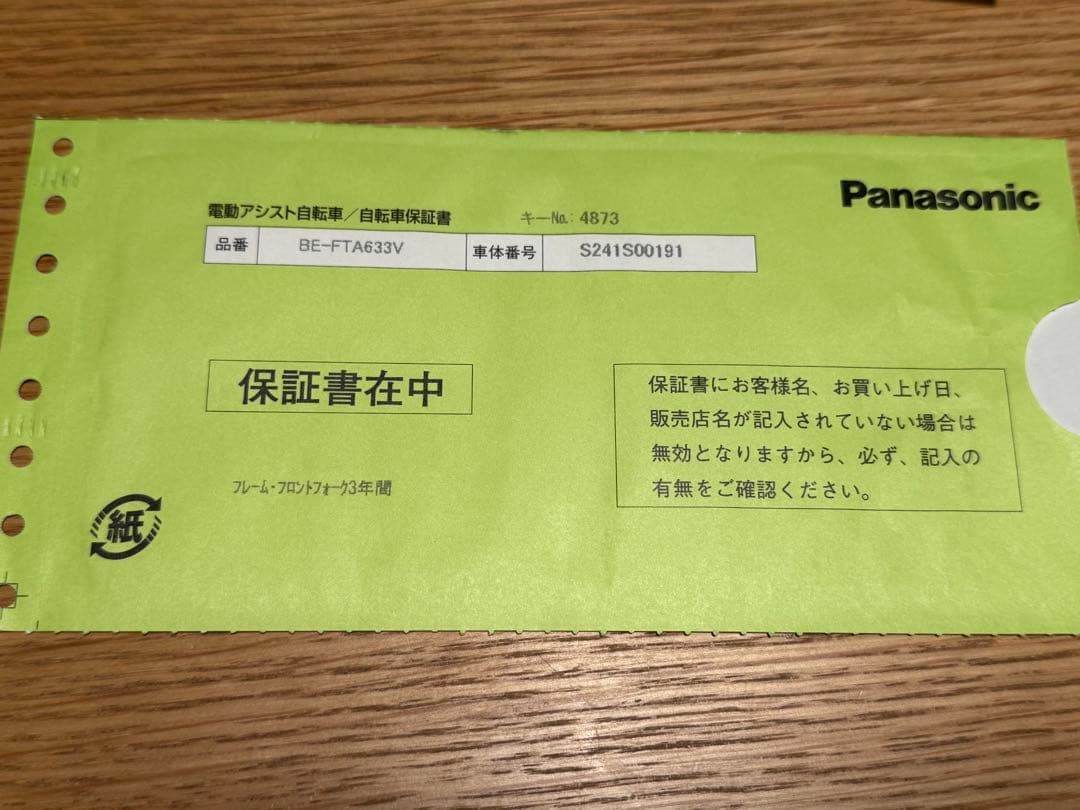 Panasonic
電動アシスト自転車／自転車保証書 キーNo.: 4873
品番 BE-FTA633V 車体番号 S241S00191
保証書在中
保証書にお客様名、お買い上げ日、
販売店名が記入されていない場合は
無効となりますから、必ず、記入の
有無をご確認ください。
ﾌﾚｰﾑ・ﾌﾛﾝﾄﾌｫｰｸ3年間
紙